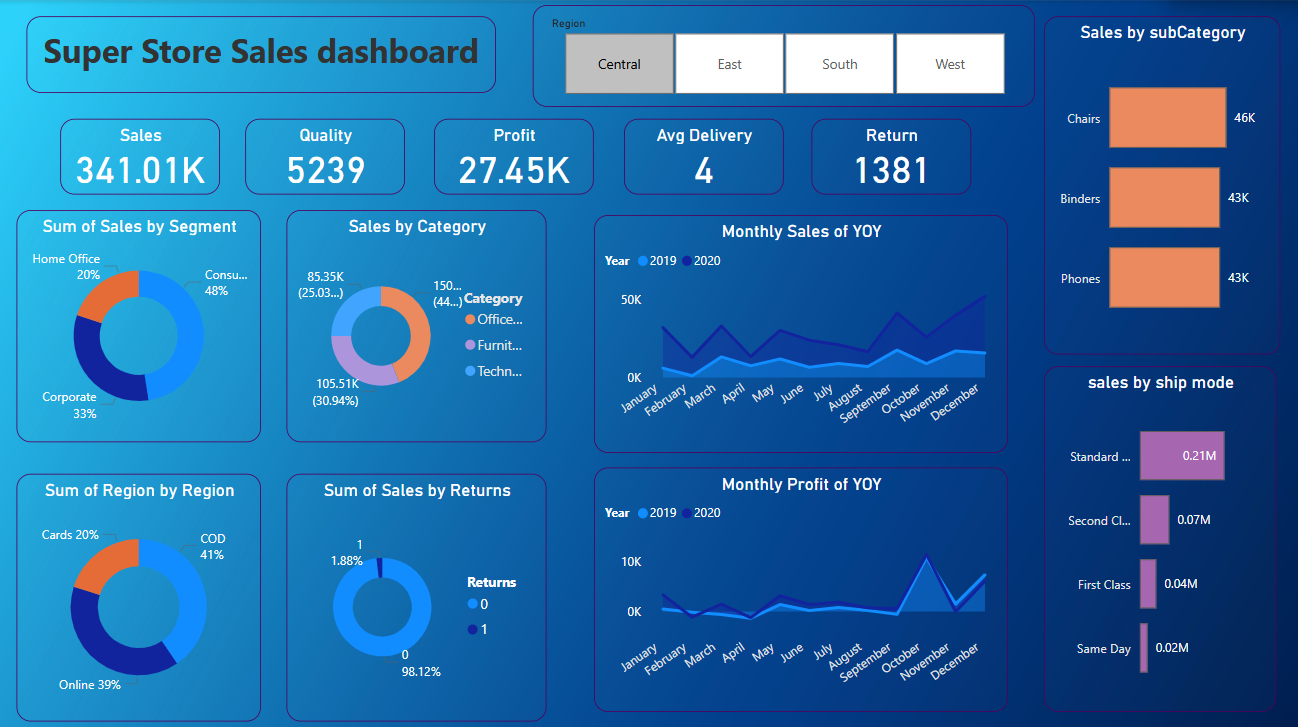 Super Store Sales dashboard
Region
Central
East
South
West
Sales
341.01K
Quality
5239
Profit
27.45K
Avg Delivery
4
Return
1381
Sum of Sales by Segment
Home Office
20%
Consu...
48%
Corporate
33%
Sales by Category
85.35K
(25.03...)
150...
(44...)
105.51K
(30.94%)
Category
Office...
Furnit...
Techn...
Monthly Sales of YOY
Year 2019 2020
50K
0K
January
February
March
April
May
June
July
August
September
October
November
December
Sales by subCategory
Chairs
46K
Binders
43K
Phones
43K
sales by ship mode
Standard ...
0.21M
Second Cl...
0.07M
First Class
0.04M
Same Day
0.02M
Sum of Region by Region
Cards 20%
COD
41%
Online 39%
Sum of Sales by Returns
1
1.88%
0
98.12%
Returns
0
1
Monthly Profit of YOY
Year 2019 2020
10K
0K
January
February
March
April
May
June
July
August
September
October
November
December